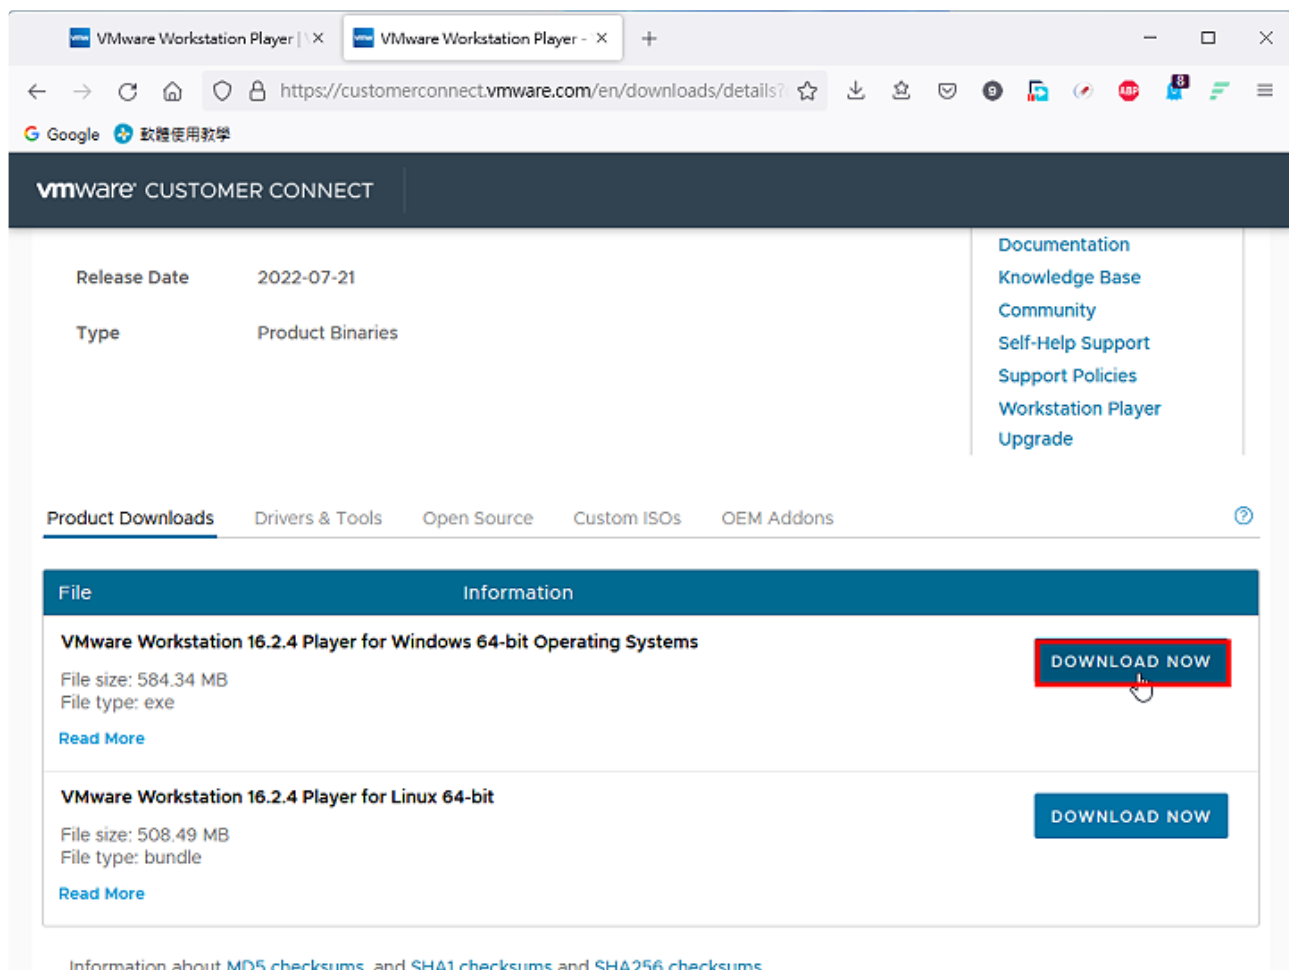 VMware Workstation Player |
VMware Workstation Player -
https://customerconnect.vmware.com/en/downloads/details?
9
ABP
8
Google
軟體使用教學
vmware CUSTOMER CONNECT
Documentation
Release Date 2022-07-21
Knowledge Base
Community
Type Product Binaries
Self-Help Support
Support Policies
Workstation Player
Upgrade
Product Downloads Drivers & Tools Open Source Custom ISOs OEM Addons
File Information
VMware Workstation 16.2.4 Player for Windows 64-bit Operating Systems
DOWNLOAD NOW
File size: 584.34 MB
File type: exe
Read More
VMware Workstation 16.2.4 Player for Linux 64-bit
DOWNLOAD NOW
File size: 508.49 MB
File type: bundle
Read More
Information about MD5 checksums, and SHA1 checksums and SHA256 checksums